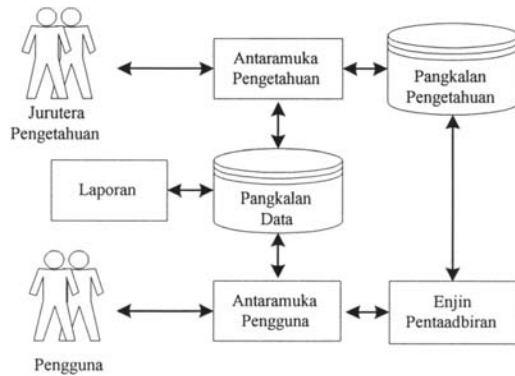 Antaramuka
Pengetahuan
Pangkalan
Pengetahuan
Jurutera
Pengetahuan
Laporan
Pangkalan
Data
Antaramuka
Pengguna
Enjin
Pentaadbiran
Pengguna